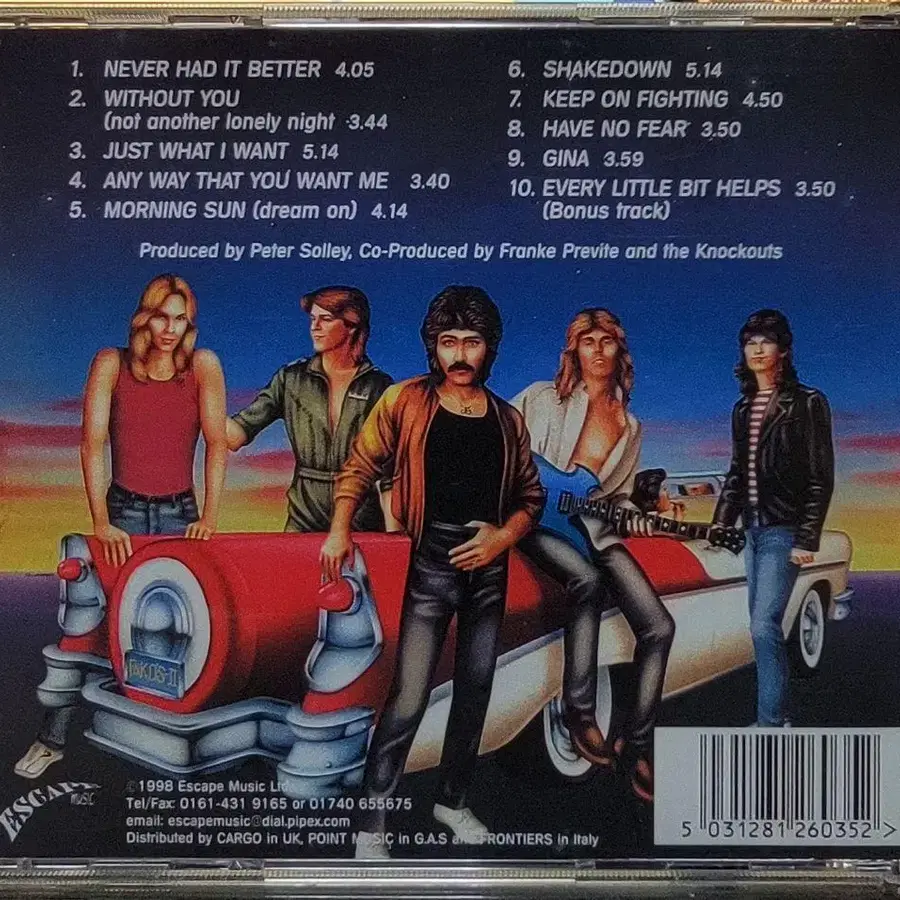 1. NEVER HAD IT BETTER 4.05
2. WITHOUT YOU
(not another lonely night 3.44
3. JUST WHAT I WANT 5.14
4. ANY WAY THAT YOU WANT ME 3.40
5. MORNING SUN (dream on) 4.14
6. SHAKEDOWN 5.14
7. KEEP ON FIGHTING 4.50
8. HAVE NO FEAR 3.50
9. GINA 3.59
10. EVERY LITTLE BIT HELPS 3.50
(Bonus track)
Produced by Peter Solley, Co-Produced by Franke Previte and the Knockouts
ESCAPE
MUSIC
©1998 Escape Music Ltd
Tel/Fax: 0161-431 9165 or 01740 655675
email: escapemusic@dial.pipex.com
Distributed by CARGO in UK, POINT MUSIC in G.A.S and FRONTIERS in Italy
5 031281 260352 >